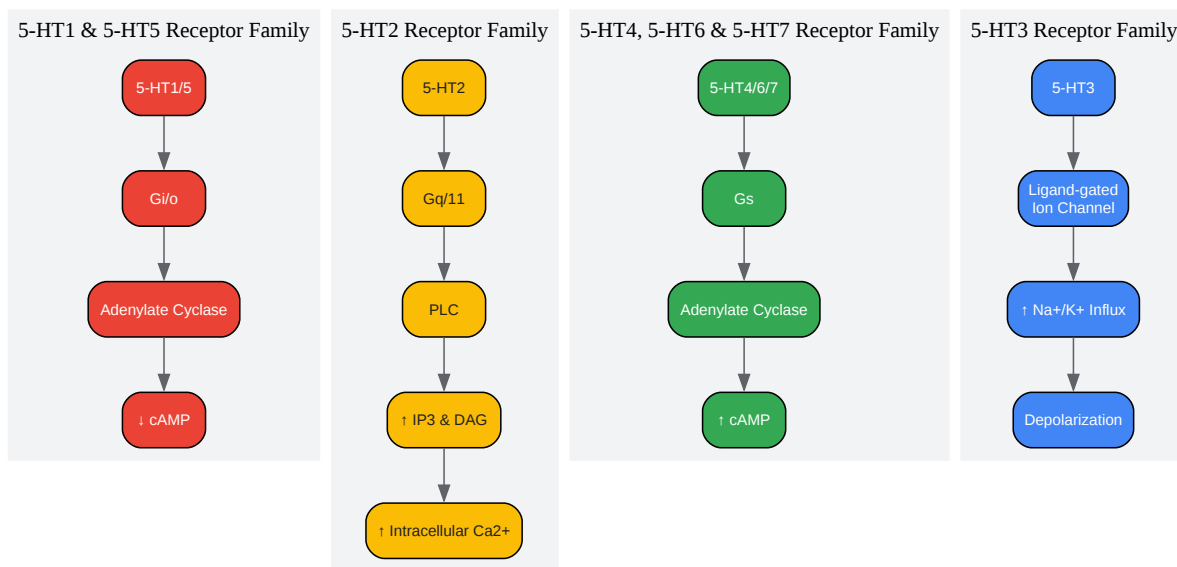 5-HT1 & 5-HT5 Receptor Family
5-HT1/5
Gi/o
Adenylate Cyclase
↓ cAMP
5-HT2 Receptor Family
5-HT2
Gq/11
PLC
↑ IP3 & DAG
↑ Intracellular Ca2+
5-HT4, 5-HT6 & 5-HT7 Receptor Family
5-HT4/6/7
Gs
Adenylate Cyclase
↑ cAMP
5-HT3 Receptor Family
5-HT3
Ligand-gated
Ion Channel
↑ Na+/K+ Influx
Depolarization